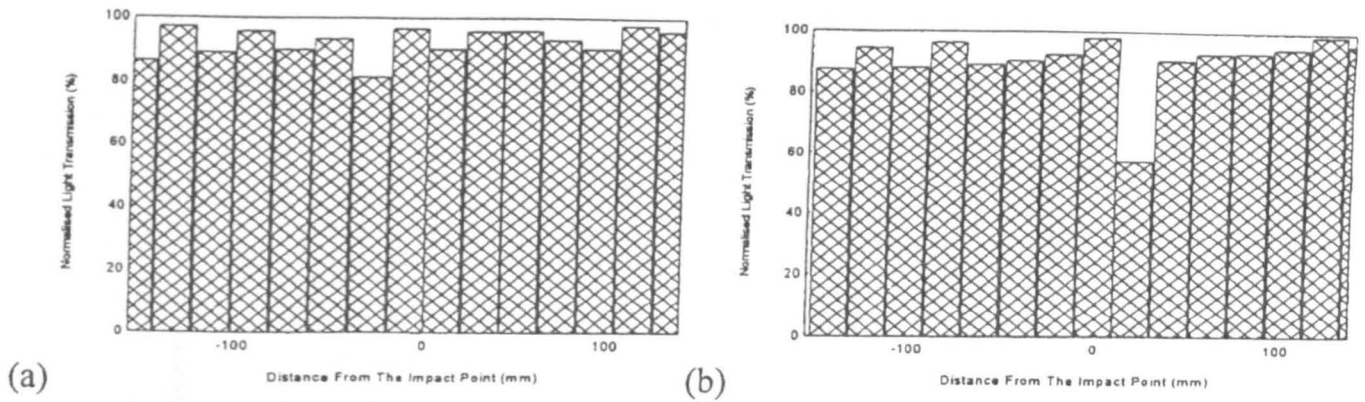 100
80
60
40
20
0
Normalised Light Transmission (%)
-100 0 100
Distance From The Impact Point (mm)
(a)
100
80
60
40
20
0
Normalised Light Transmission (%)
-100 0 100
Distance From The Impact Point (mm)
(b)